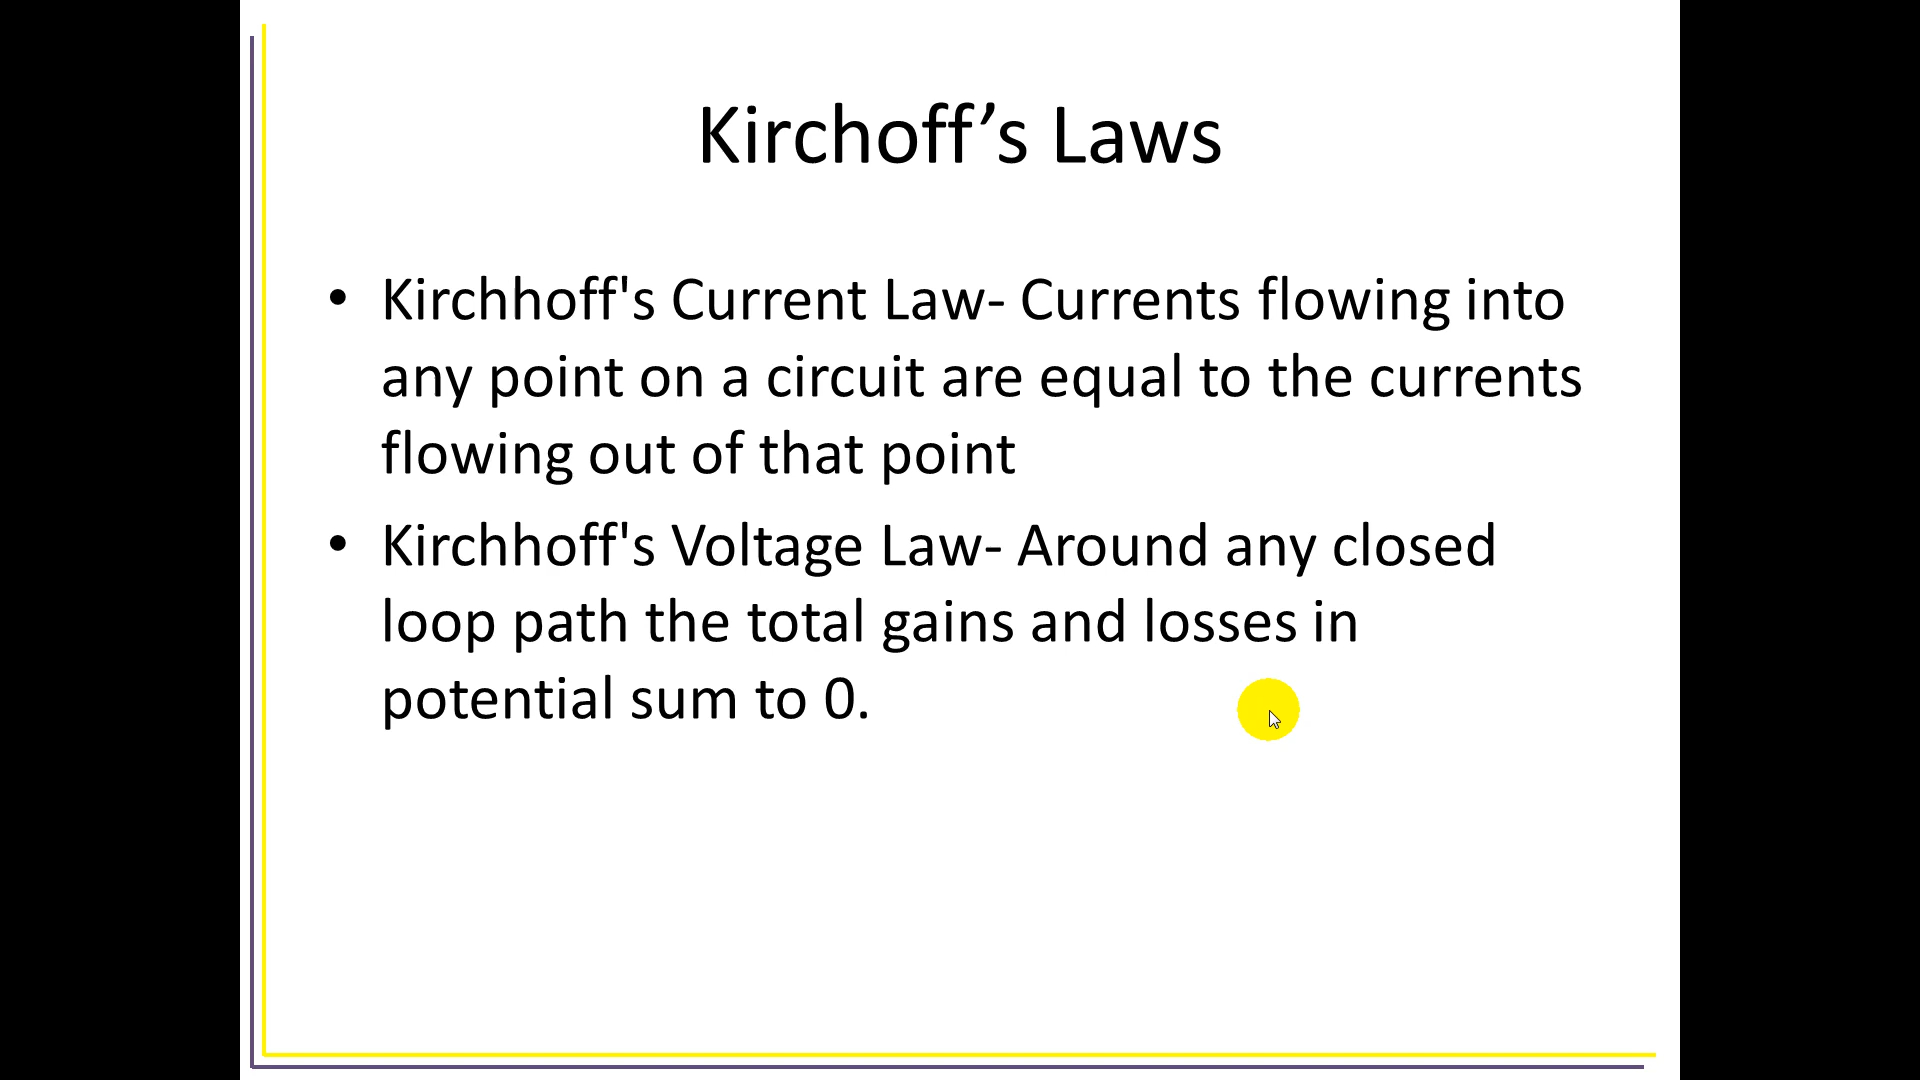 Kirchoff’s Laws
• Kirchhoff's Current Law- Currents flowing into
any point on a circuit are equal to the currents
flowing out of that point
• Kirchhoff's Voltage Law- Around any closed
loop path the total gains and losses in
potential sum to 0.